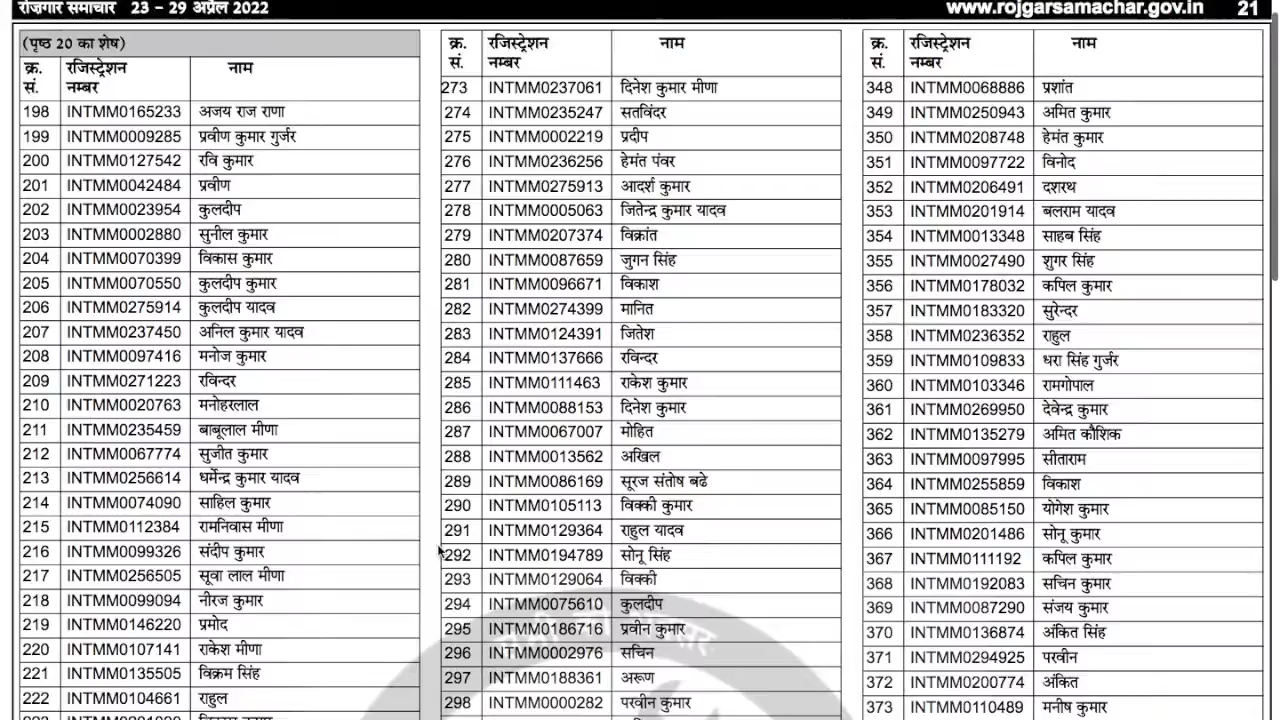 रोज़गार समाचार 23 - 29 अप्रैल 2022 www.rojgarsamachar.gov.in 21
(पृष्ठ 20 का शेष)
क्र. सं. रजिस्ट्रेशन नम्बर नाम
198 INTMM0165233 अजय राज राणा
199 INTMM0009285 प्रवीण कुमार गुर्जर
200 INTMM0127542 रवि कुमार
201 INTMM0042484 प्रवीण
202 INTMM0023954 कुलदीप
203 INTMM0002880 सुनील कुमार
204 INTMM0070399 विकास कुमार
205 INTMM0070550 कुलदीप कुमार
206 INTMM0275914 कुलदीप यादव
207 INTMM0237450 अनिल कुमार यादव
208 INTMM0097416 मनोज कुमार
209 INTMM0271223 रविन्दर
210 INTMM0020763 मनोहरलाल
211 INTMM0235459 बाबूलाल मीणा
212 INTMM0067774 सुजीत कुमार
213 INTMM0256614 धर्मेन्द्र कुमार यादव
214 INTMM0074090 साहिल कुमार
215 INTMM0112384 रामनिवास मीणा
216 INTMM0099326 संदीप कुमार
217 INTMM0256505 सूवा लाल मीणा
218 INTMM0099094 नीरज कुमार
219 INTMM0146220 प्रमोद
220 INTMM0107141 राकेश मीणा
221 INTMM0135505 विक्रम सिंह
222 INTMM0104661 राहुल
क्र. सं. रजिस्ट्रेशन नम्बर नाम
273 INTMM0237061 दिनेश कुमार मीणा
274 INTMM0235247 सतविंदर
275 INTMM0002219 प्रदीप
276 INTMM0236256 हेमंत पंवर
277 INTMM0275913 आदर्श कुमार
278 INTMM0005063 जितेन्द्र कुमार यादव
279 INTMM0207374 विक्रांत
280 INTMM0087659 जुगन सिंह
281 INTMM0096671 विकाश
282 INTMM0274399 मानित
283 INTMM0124391 जितेश
284 INTMM0137666 रविन्दर
285 INTMM0111463 राकेश कुमार
286 INTMM0088153 दिनेश कुमार
287 INTMM0067007 मोहित
288 INTMM0013562 अखिल
289 INTMM0086169 सूरज संतोष बढे
290 INTMM0105113 विक्की कुमार
291 INTMM0129364 राहुल यादव
292 INTMM0194789 सोनू सिंह
293 INTMM0129064 विक्की
294 INTMM0075610 कुलदीप
295 INTMM0186716 प्रवीन कुमार
296 INTMM0002976 सचिन
297 INTMM0188361 अरूण
298 INTMM0000282 परवीन कुमार
क्र. सं. रजिस्ट्रेशन नम्बर नाम
348 INTMM0068886 प्रशांत
349 INTMM0250943 अमित कुमार
350 INTMM0208748 हेमंत कुमार
351 INTMM0097722 विनोद
352 INTMM0206491 दशरथ
353 INTMM0201914 बलराम यादव
354 INTMM0013348 साहब सिंह
355 INTMM0027490 शुगर सिंह
356 INTMM0178032 कपिल कुमार
357 INTMM0183320 सुरेन्दर
358 INTMM0236352 राहुल
359 INTMM0109833 धरा सिंह गुर्जर
360 INTMM0103346 रामगोपाल
361 INTMM0269950 देवेन्द्र कुमार
362 INTMM0135279 अमित कौशिक
363 INTMM0097995 सीताराम
364 INTMM0255859 विकाश
365 INTMM0085150 योगेश कुमार
366 INTMM0201486 सोनू कुमार
367 INTMM0111192 कपिल कुमार
368 INTMM0192083 सचिन कुमार
369 INTMM0087290 संजय कुमार
370 INTMM0136874 अंकित सिंह
371 INTMM0294925 परवीन
372 INTMM0200774 अंकित
373 INTMM0110489 मनीष कुमार